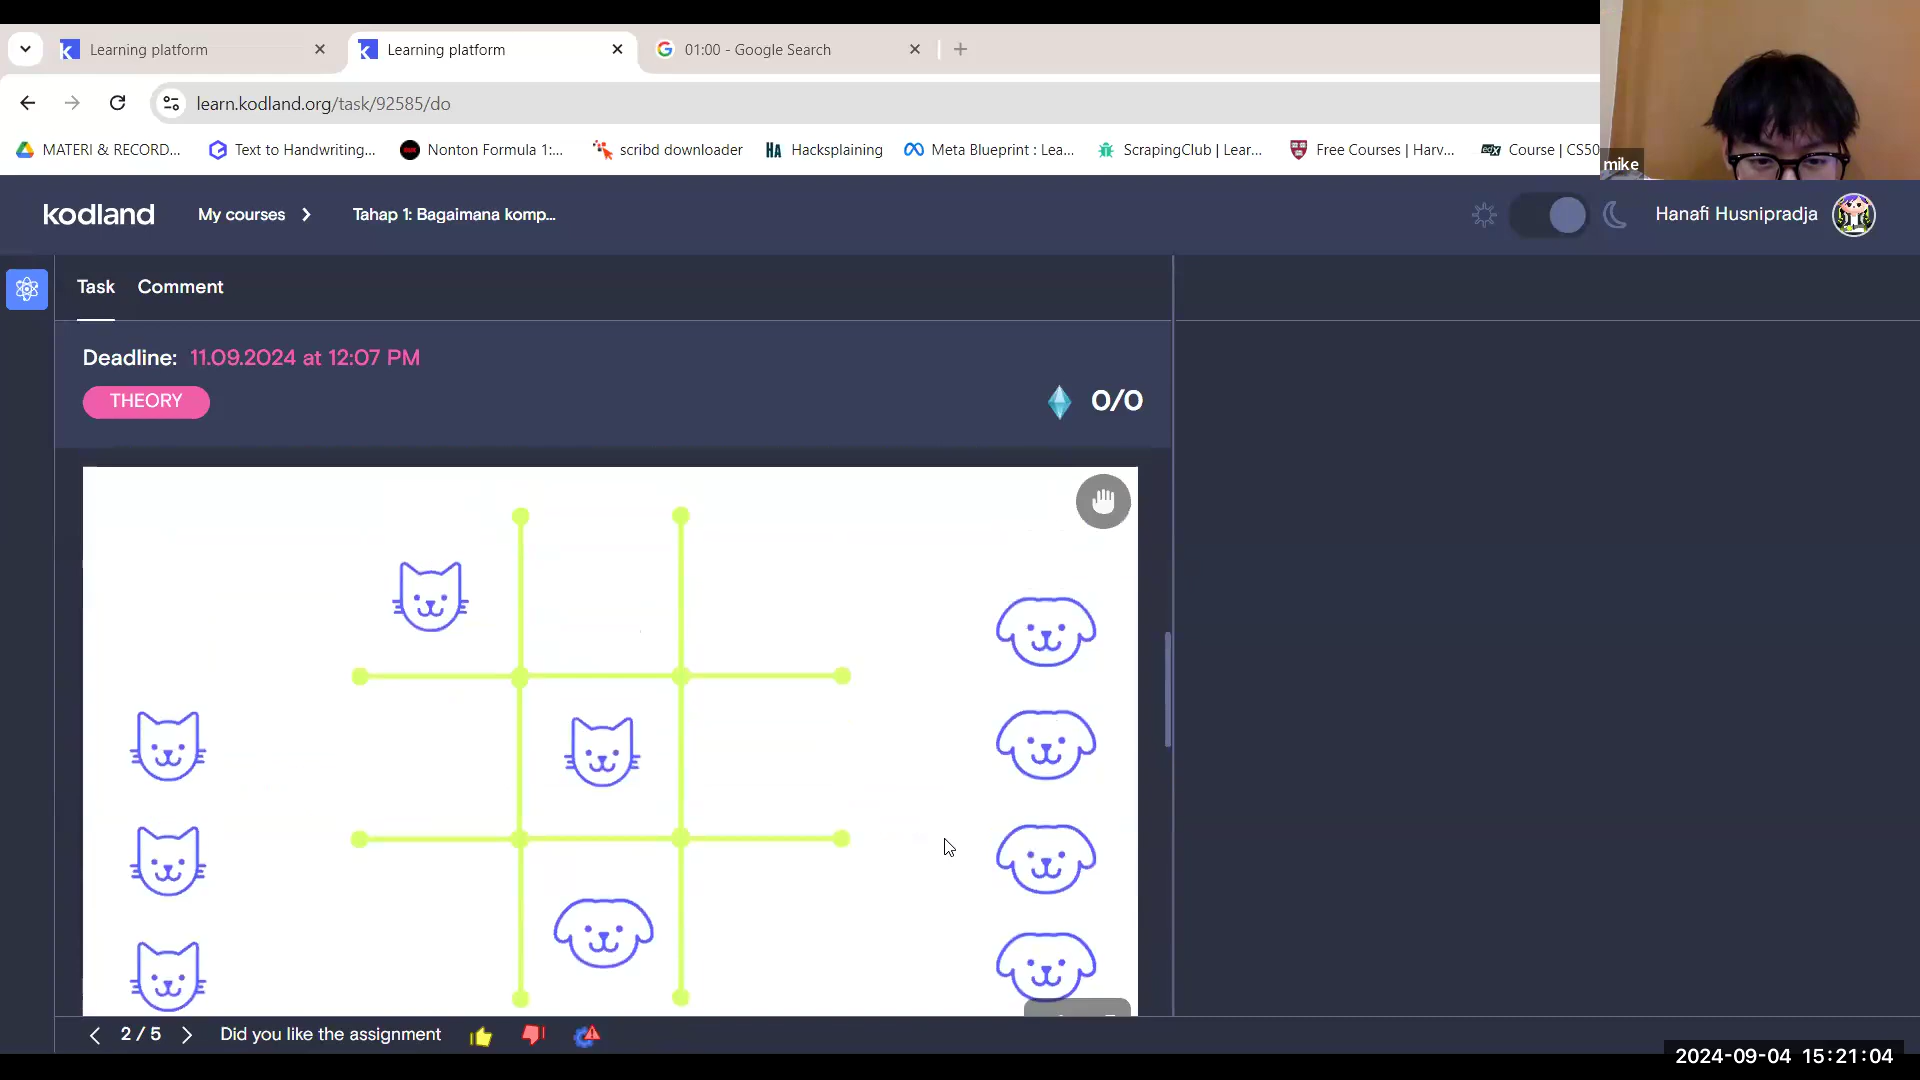 Learning platform
Learning platform
01:00 - Google Search
learn.kodland.org/task/92585/do
MATERI & RECORD...
Text to Handwriting...
Nonton Formula 1:...
scribd downloader
HA Hacksplaining
Meta Blueprint : Lea...
ScrapingClub | Lear...
Free Courses | Harv...
edX Course | CS50
mike
kodland
My courses
Tahap 1: Bagaimana komp...
Hanafi Husnipradja
Task
Comment
Deadline: 11.09.2024 at 12:07 PM
THEORY
0/0
2 / 5
Did you like the assignment
2024-09-04 15:21:04